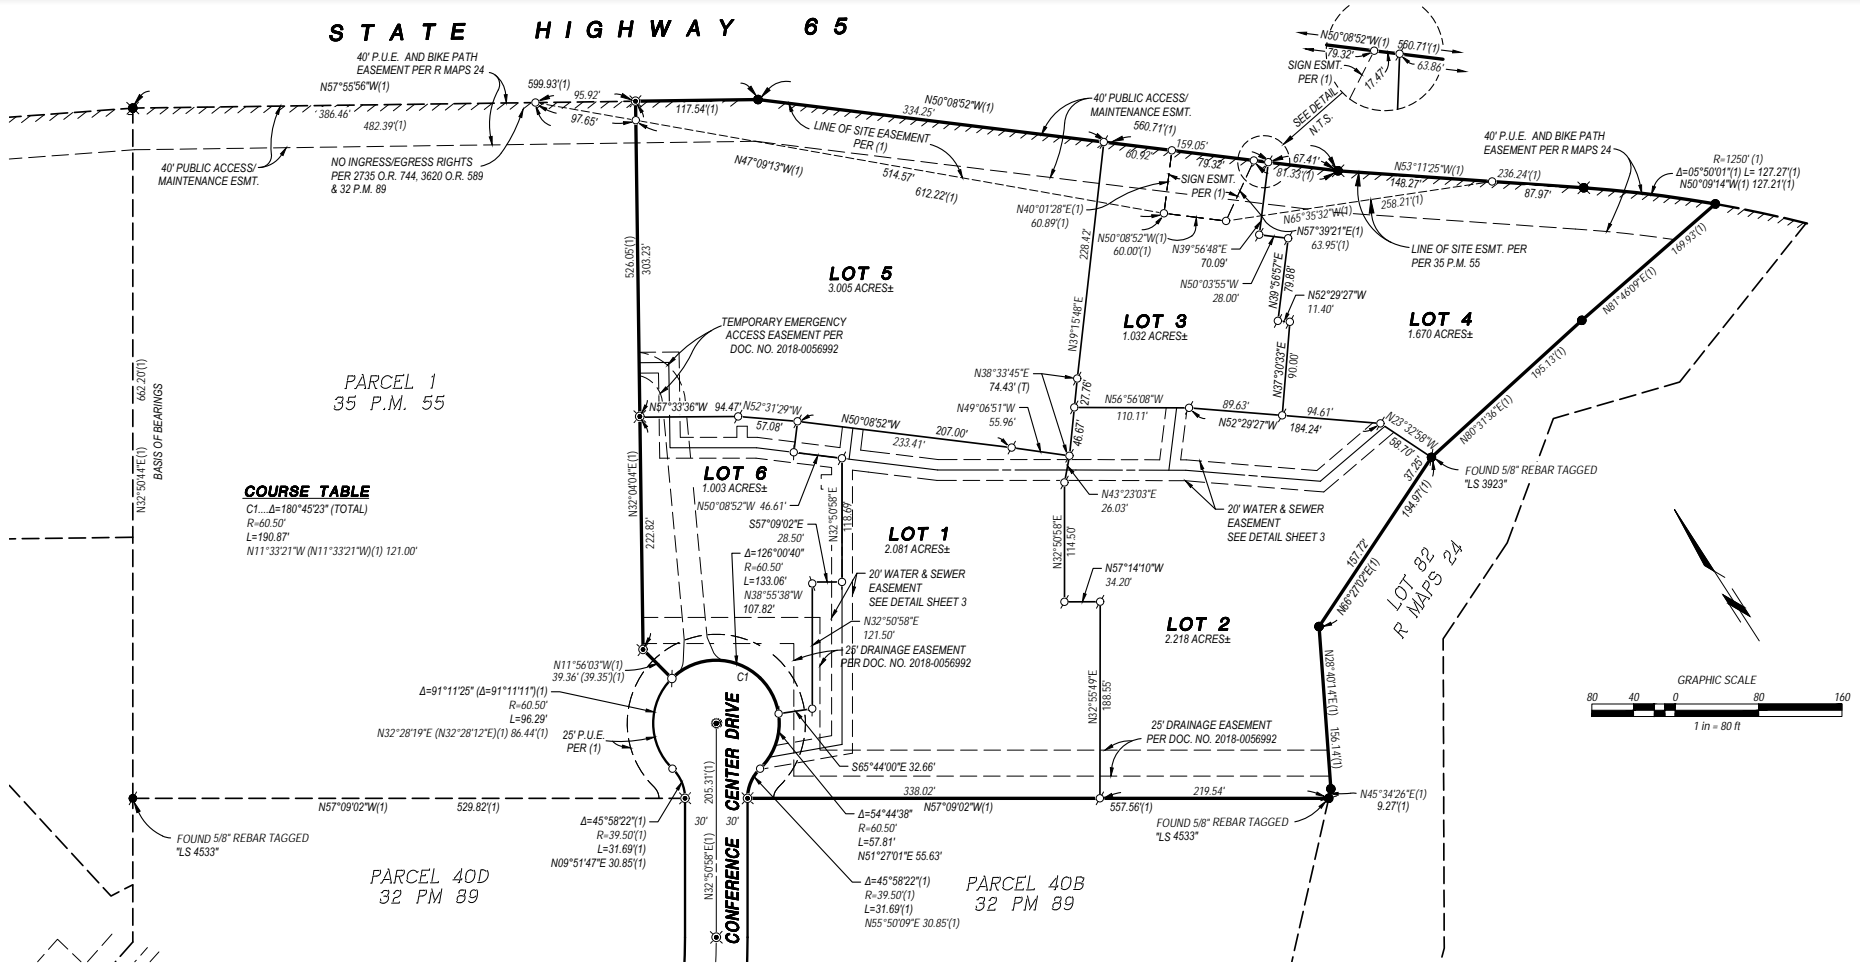 STATE HIGHWAY 65
40' P.U.E. AND BIKE PATH
EASEMENT PER R MAPS 24
N57°55'56"W(1)
599.93'(1)
95.92'
386.46'
482.39'(1)
97.65'
117.54'(1)
40' PUBLIC ACCESS/
MAINTENANCE ESMT.
NO INGRESS/EGRESS RIGHTS
PER 2735 O.R. 744, 3620 O.R. 589
& 32 P.M. 89
N50°08'52"W(1)
334.25'
LINE OF SITE EASEMENT
PER (1)
N47°09'13"W(1)
514.57'
612.22'(1)
40' PUBLIC ACCESS/
MAINTENANCE ESMT.
560.71'(1)
60.92'
159.05'
79.32'
SIGN ESMT.
PER (1)
N40°01'28"E(1)
60.89'(1)
N50°08'52"W(1)
60.00'(1)
N39°56'48"E
70.09'
N50°03'55"W
28.00'
N50°08'52"W(1)
560.71'(1)
79.32'
63.86'
SIGN ESMT.
PER (1)
17.47'
SEE DETAIL
N.T.S.
67.41'
81.33'(1)
N53°11'25"W(1)
148.27'
236.24'(1)
87.97'
40' P.U.E. AND BIKE PATH
EASEMENT PER R MAPS 24
R=1250' (1)
Δ=05°50'01"(1) L= 127.27'(1)
N50°09'14"W(1) 127.21'(1)
N65°35'32"W(1)
258.21'(1)
N57°39'21"E(1)
63.95'(1)
LINE OF SITE ESMT. PER
PER 35 P.M. 55
169.93'(1)
N81°46'09"E(1)
195.13'(1)
N80°31'36"E(1)
526.05'(1)
303.23'
LOT 5
3.005 ACRES±
228.42'
N39°15'48"E
LOT 3
1.032 ACRES±
N39°56'57"E
79.88'
N52°29'27"W
11.40'
N37°30'33"E
90.00'
LOT 4
1.670 ACRES±
TEMPORARY EMERGENCY
ACCESS EASEMENT PER
DOC. NO. 2018-0056992
PARCEL 1
35 P.M. 55
662.20'(1)
N32°50'44"E(1)
BASIS OF BEARINGS
COURSE TABLE
C1....Δ=180°45'23" (TOTAL)
R=60.50'
L=190.87'
N11°33'21"W (N11°33'21"W)(1) 121.00'
N57°33'36"W 94.47'
N52°31'29"W
57.08'
N50°08'52"W
207.00'
233.41'
N38°33'45"E
74.43' (T)
N49°06'51"W
55.96'
27.76'
46.67'
N56°56'08"W
110.11'
89.63'
N52°29'27"W
94.61'
184.24'
N23°32'58"W
58.70'
37.25'
194.97'(1)
FOUND 5/8" REBAR TAGGED
"LS 3923"
LOT 6
1.003 ACRES±
N50°08'52"W 46.61'
N32°50'58"E
118.69'
S57°09'02"E
28.50'
N32°04'04"E(1)
222.82'
Δ=126°00'40"
R=60.50'
L=133.06'
N38°55'38"W
107.82'
LOT 1
2.081 ACRES±
20' WATER & SEWER
EASEMENT
SEE DETAIL SHEET 3
N32°50'58"E
121.50'
25' DRAINAGE EASEMENT
PER DOC. NO. 2018-0056992
N43°23'03"E
26.03'
N32°50'58"E
114.50'
N57°14'10"W
34.20'
20' WATER & SEWER
EASEMENT
SEE DETAIL SHEET 3
157.72'
N66°27'02"E(1)
LOT 82
R MAPS 24
LOT 2
2.218 ACRES±
N32°55'49"E
188.55'
N28°40'14"E(1)
156.14'(1)
25' DRAINAGE EASEMENT
PER DOC. NO. 2018-0056992
GRAPHIC SCALE
80 40 0 80 160
1 in = 80 ft
N11°56'03"W(1)
39.36' (39.35')(1)
C1
Δ=91°11'25" (Δ=91°11'11")(1)
R=60.50'
L=96.29'
N32°28'19"E (N32°28'12"E)(1) 86.44'(1)
25' P.U.E.
PER (1)
S65°44'00"E 32.66'
205.31'(1)
N32°50'58"E(1)
CONFERENCE CENTER DRIVE
30' 30'
N57°09'02"W(1)
529.82'(1)
338.02'
N57°09'02"W(1)
557.56'(1)
219.54'
N45°34'26"E(1)
9.27'(1)
FOUND 5/8" REBAR TAGGED
"LS 4533"
FOUND 5/8" REBAR TAGGED
"LS 4533"
Δ=45°58'22"(1)
R=39.50'(1)
L=31.69'(1)
N09°51'47"E 30.85'(1)
Δ=54°44'38"
R=60.50'
L=57.81'
N51°27'01"E 55.63'
Δ=45°58'22"(1)
R=39.50'(1)
L=31.69'(1)
N55°50'09"E 30.85'(1)
PARCEL 40D
32 PM 89
PARCEL 40B
32 PM 89